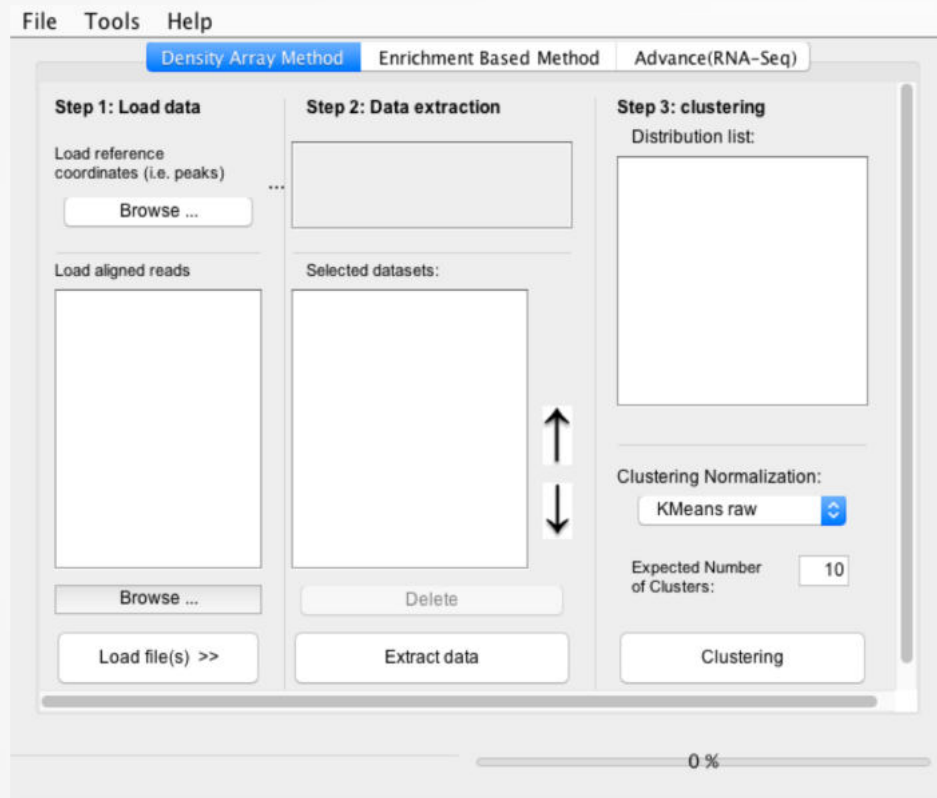 File Tools Help
Density Array Method Enrichment Based Method Advance(RNA-Seq)
Step 1: Load data
Load reference
coordinates (i.e. peaks)
...
Browse ...
Load aligned reads
Browse ...
Load file(s) >>
Step 2: Data extraction
Selected datasets:
Delete
Extract data
Step 3: clustering
Distribution list:
Clustering Normalization:
KMeans raw
Expected Number
of Clusters:
10
Clustering
0 %